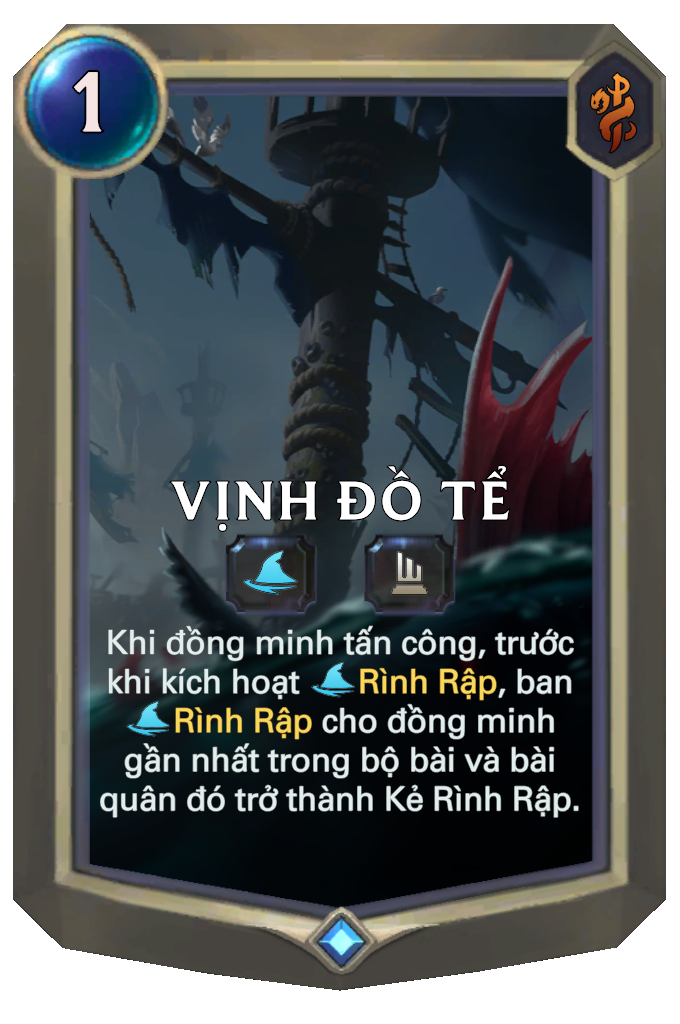 1
VỊNH ĐỒ TỂ
Khi đồng minh tấn công, trước
khi kích hoạt Rình Rập, ban
Rình Rập cho đồng minh
gần nhất trong bộ bài và bài
quân đó trở thành Kẻ Rình Rập.